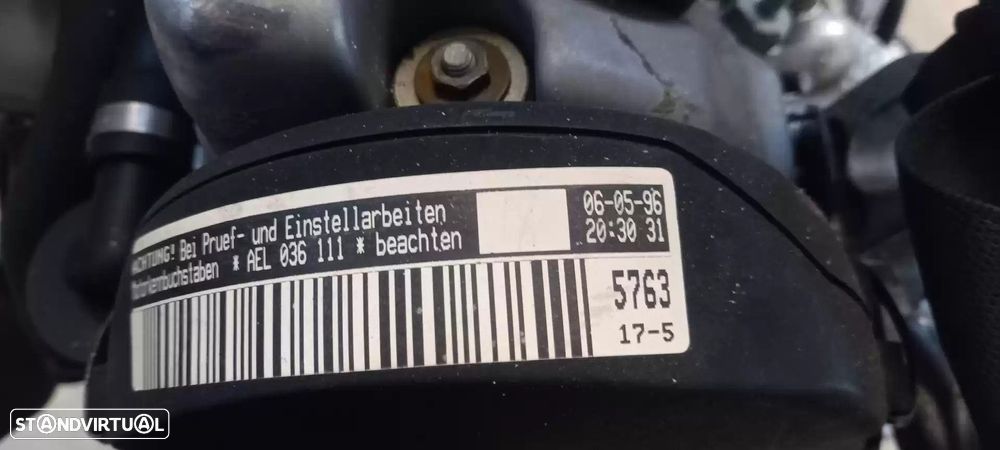 ACHTUNG! Bei Pruef- und Einstellarbeiten
Motorkennbuchstaben * AEL 036 111 * beachten
06-05-96
20:30 31
5763
17-5
STANDVIRTUAL